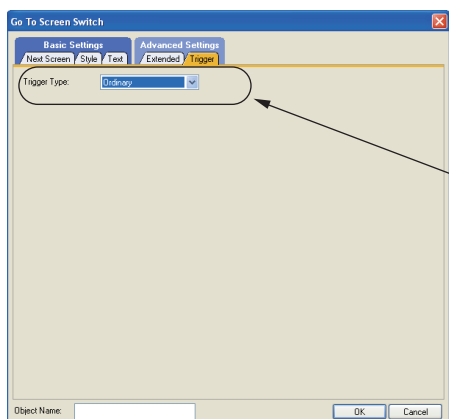 Go To Screen Switch
Basic Settings Advanced Settings
Next Screen Style Text Extended Trigger
Trigger Type: Ordinary
Object Name: OK Cancel